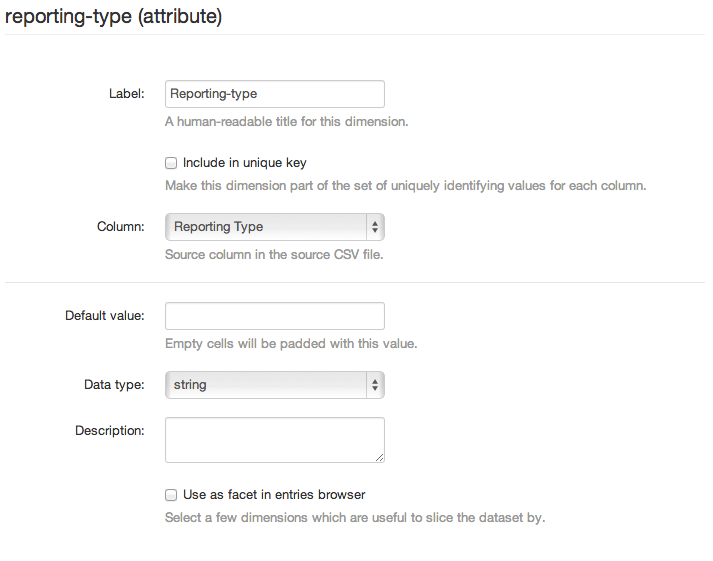 reporting-type (attribute)
Label: Reporting-type
A human-readable title for this dimension.
Include in unique key
Make this dimension part of the set of uniquely identifying values for each column.
Column: Reporting Type
Source column in the source CSV file.
Default value:
Empty cells will be padded with this value.
Data type: string
Description:
Use as facet in entries browser
Select a few dimensions which are useful to slice the dataset by.